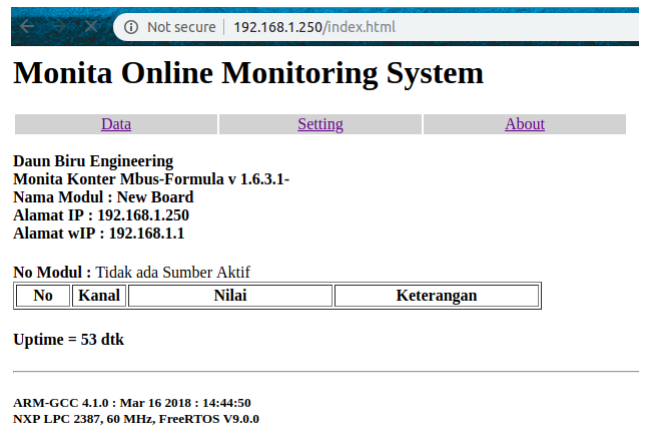 Not secure | 192.168.1.250/index.html
Monita Online Monitoring System
Data Setting About
Daun Biru Engineering
Monita Konter Mbus-Formula v 1.6.3.1-
Nama Modul : New Board
Alamat IP : 192.168.1.250
Alamat wIP : 192.168.1.1
No Modul : Tidak ada Sumber Aktif
No Kanal Nilai Keterangan
Uptime = 53 dtk
ARM-GCC 4.1.0 : Mar 16 2018 : 14:44:50
NXP LPC 2387, 60 MHz, FreeRTOS V9.0.0